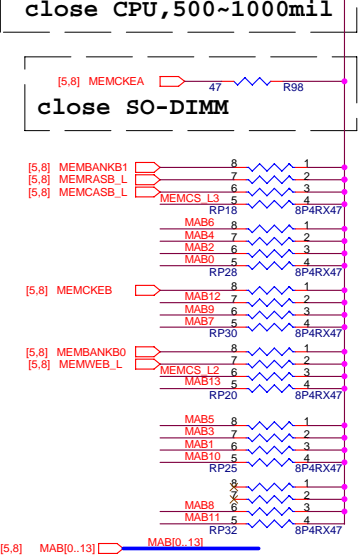 close CPU,500~1000mil
[5,8] MEMCKEA 47 R98
close SO-DIMM
[5,8] MEMBANKB1 8 1
[5,8] MEMRASB_L 7 2
[5,8] MEMCASB_L 6 3
MEMCS_L3 5 4
RP18 8P4RX47
MAB6 8 1
MAB4 7 2
MAB2 6 3
MAB0 5 4
RP28 8P4RX47
[5,8] MEMCKEB 8 1
MAB12 7 2
MAB9 6 3
MAB7 5 4
RP30 8P4RX47
[5,8] MEMBANKB0 8 1
[5,8] MEMWEB_L 7 2
MEMCS_L2 6 3
MAB13 5 4
RP20 8P4RX47
MAB5 8 1
MAB3 7 2
MAB1 6 3
MAB10 5 4
RP25 8P4RX47
8 1
7 2
MAB8 6 3
MAB11 5 4
RP32 8P4RX47
[5,8] MAB[0..13] MAB[0..13]